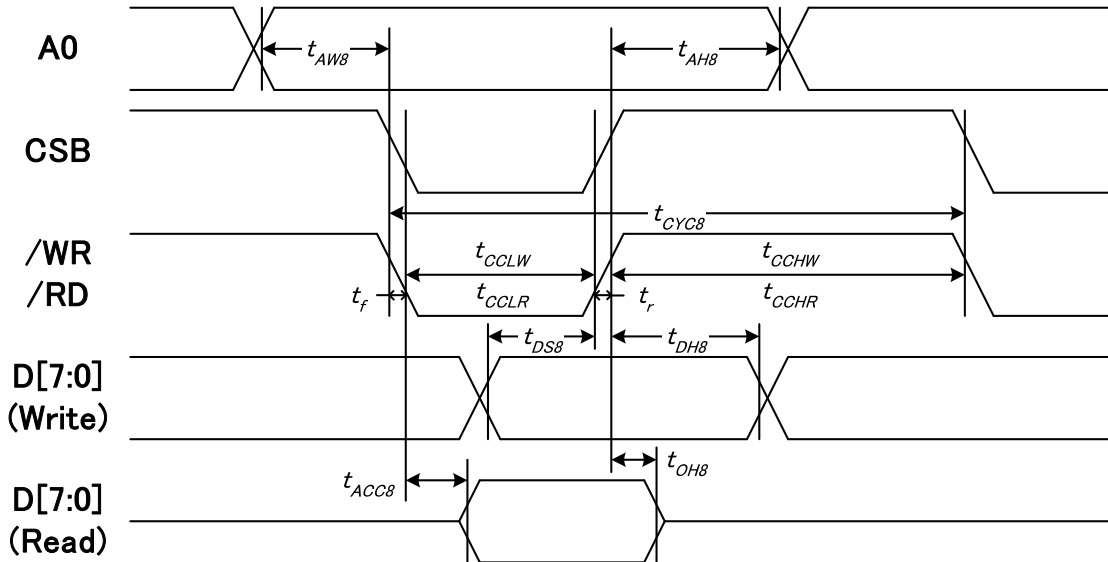 A0
t_AW8
t_AH8
CSB
t_CYC8
/WR
/RD
t_CCLW
t_CCHW
t_f
t_CCLR
t_r
t_CCHR
t_DS8
t_DH8
D[7:0]
(Write)
t_ACC8
t_OH8
D[7:0]
(Read)